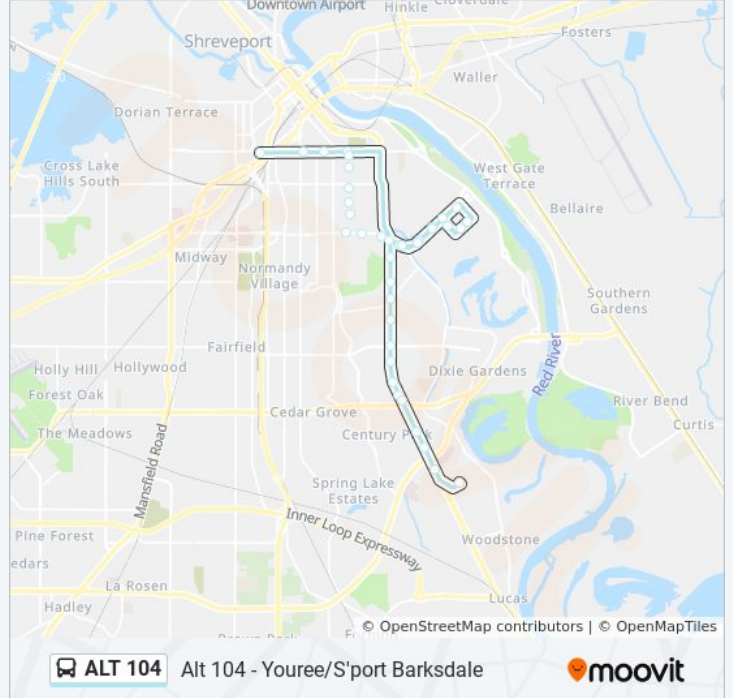 Downtown Airport
Hinkle
Cloverdale
Fosters
Shreveport
Waller
220
Dorian Terrace
Cross Lake
Hills South
West Gate
Terrace
Bellaire
Midway
Normandy
Village
Southern
Gardens
Fairfield
Red River
Holly Hill
Hollywood
Dixie Gardens
Forest Oak
River Bend
Cedar Grove
Curtis
The Meadows
Century Park
Mansfield Road
Spring Lake
Estates
Inner Loop Expressway
Pine Forest
Woodstone
edars
La Rosen
Lucas
Hadley
© OpenStreetMap contributors | © OpenMapTiles
ALT 104
Alt 104 - Youree/S'port Barksdale
moovit